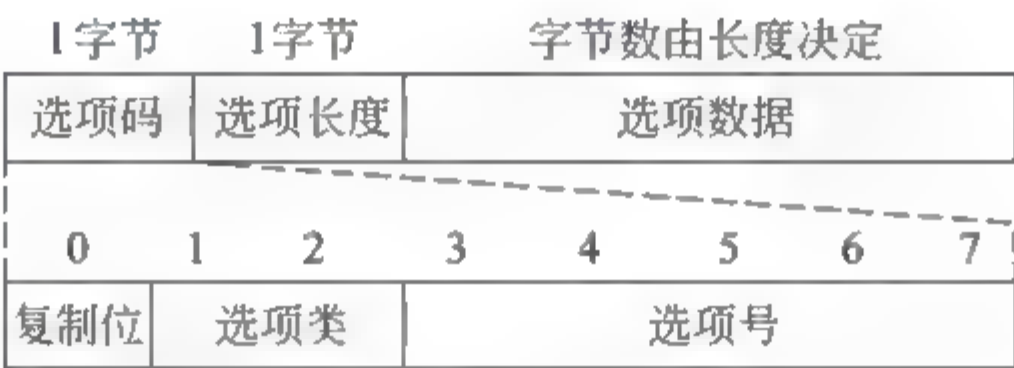 1字节 1字节 字节数由长度决定
选项码 选项长度 选项数据
0 1 2 3 4 5 6 7
复制位 选项类 选项号